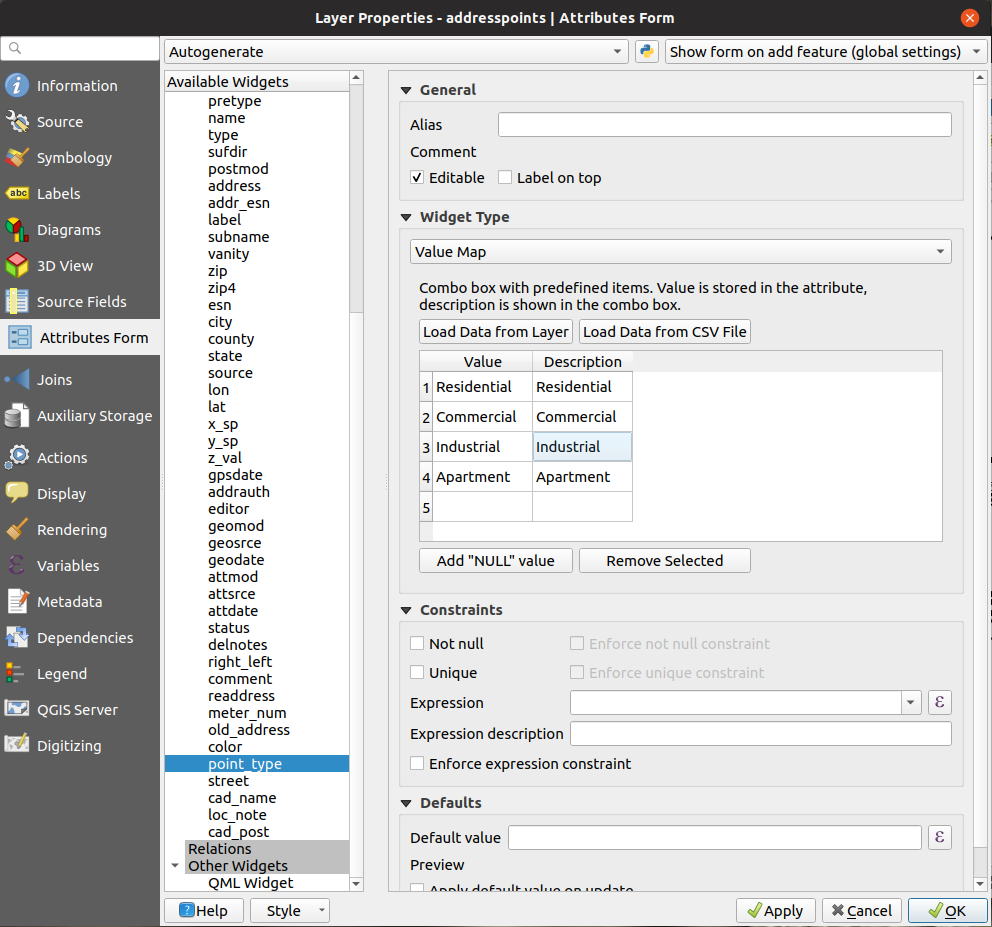 Layer Properties - addresspoints | Attributes Form
Autogenerate
Show form on add feature (global settings)
Information
Source
Symbology
abc Labels
Diagrams
3D View
Source Fields
Attributes Form
Joins
Auxiliary Storage
Actions
Display
Rendering
Variables
Metadata
Dependencies
Legend
QGIS Server
Digitizing
Available Widgets
pretype
name
type
sufdir
postmod
address
addr_esn
label
subname
vanity
zip
zip4
esn
city
county
state
source
lon
lat
x_sp
y_sp
z_val
gpsdate
addrauth
editor
geomod
geosrce
geodate
attmod
attsrce
attdate
status
delnotes
right_left
comment
readdress
meter_num
old_address
color
point_type
street
cad_name
loc_note
cad_post
Relations
Other Widgets
QML Widget
General
Alias
Comment
Editable Label on top
Widget Type
Value Map
Combo box with predefined items. Value is stored in the attribute,
description is shown in the combo box.
Load Data from Layer Load Data from CSV File
Value Description
1 Residential Residential
2 Commercial Commercial
3 Industrial Industrial
4 Apartment Apartment
5
Add "NULL" value Remove Selected
Constraints
Not null Enforce not null constraint
Unique Enforce unique constraint
Expression ε
Expression description
Enforce expression constraint
Defaults
Default value ε
Preview
Apply default value on update
Help Style Apply Cancel OK